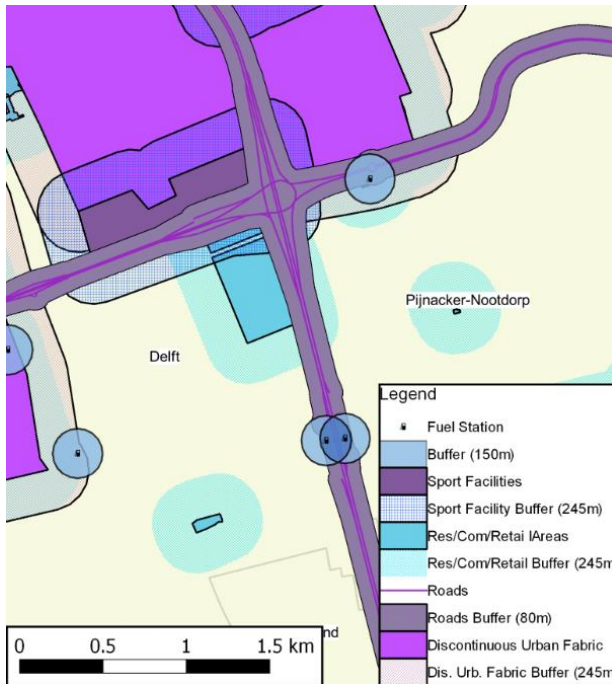 Pijnacker-Nootdorp
Delft
Legend
Fuel Station
Buffer (150m)
Sport Facilities
Sport Facility Buffer (245m)
Res/Com/Retai lAreas
Res/Com/Retail Buffer (245m
Roads
Roads Buffer (80m)
Discontinuous Urban Fabric
Dis. Urb. Fabric Buffer (245m
nd
0 0.5 1 1.5 km